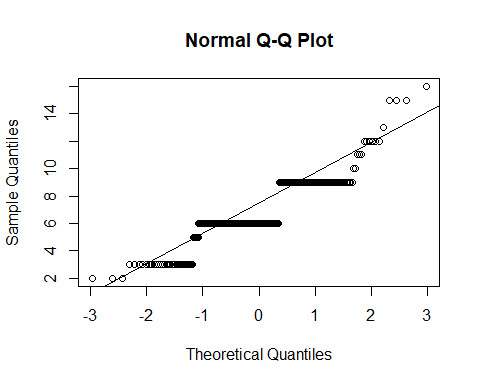 Normal Q-Q Plot
Sample Quantiles
14
10
8
6
4
2
-3 -2 -1 0 1 2 3
Theoretical Quantiles